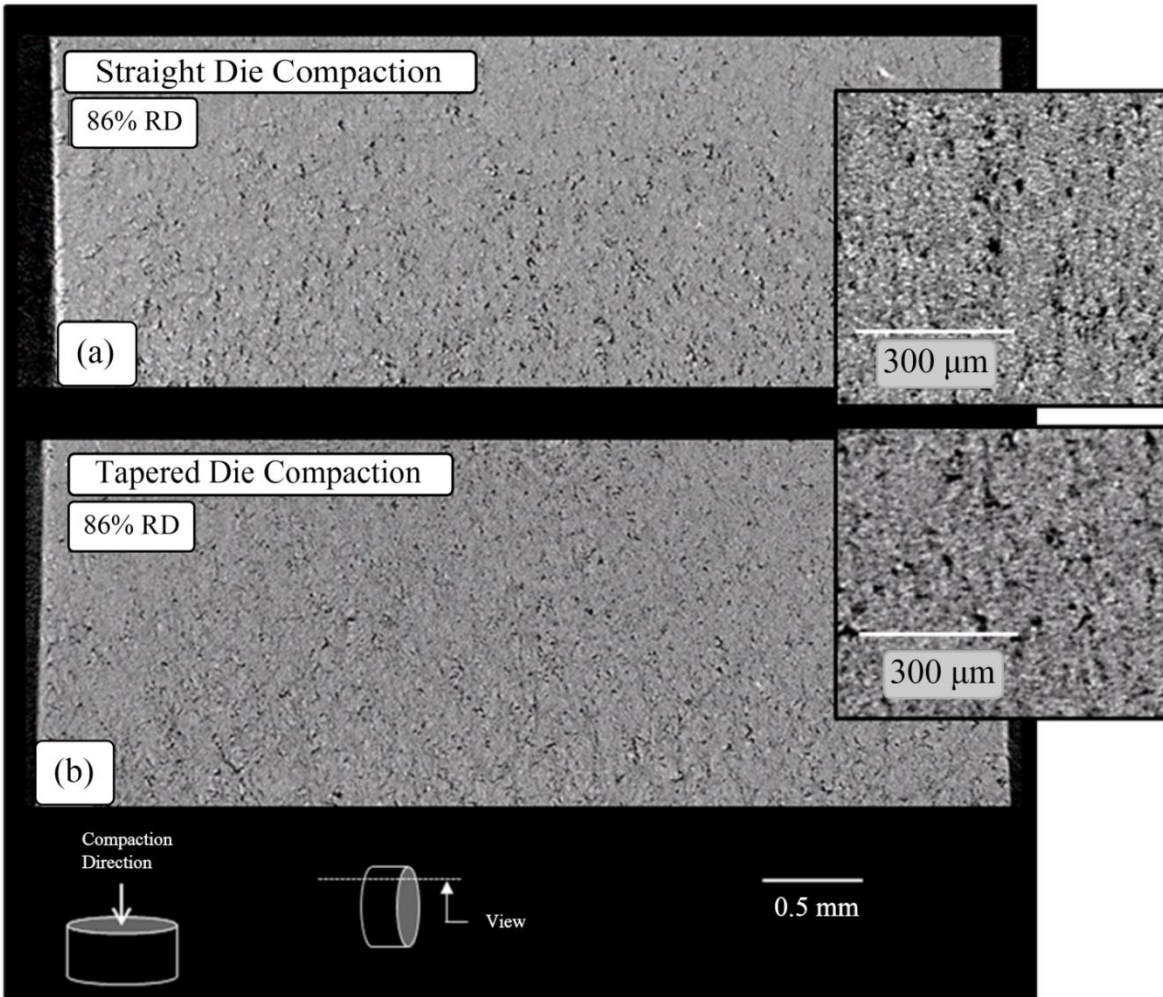 Straight Die Compaction
86% RD
(a)
300 μm
Tapered Die Compaction
86% RD
300 μm
(b)
Compaction
Direction
View
0.5 mm